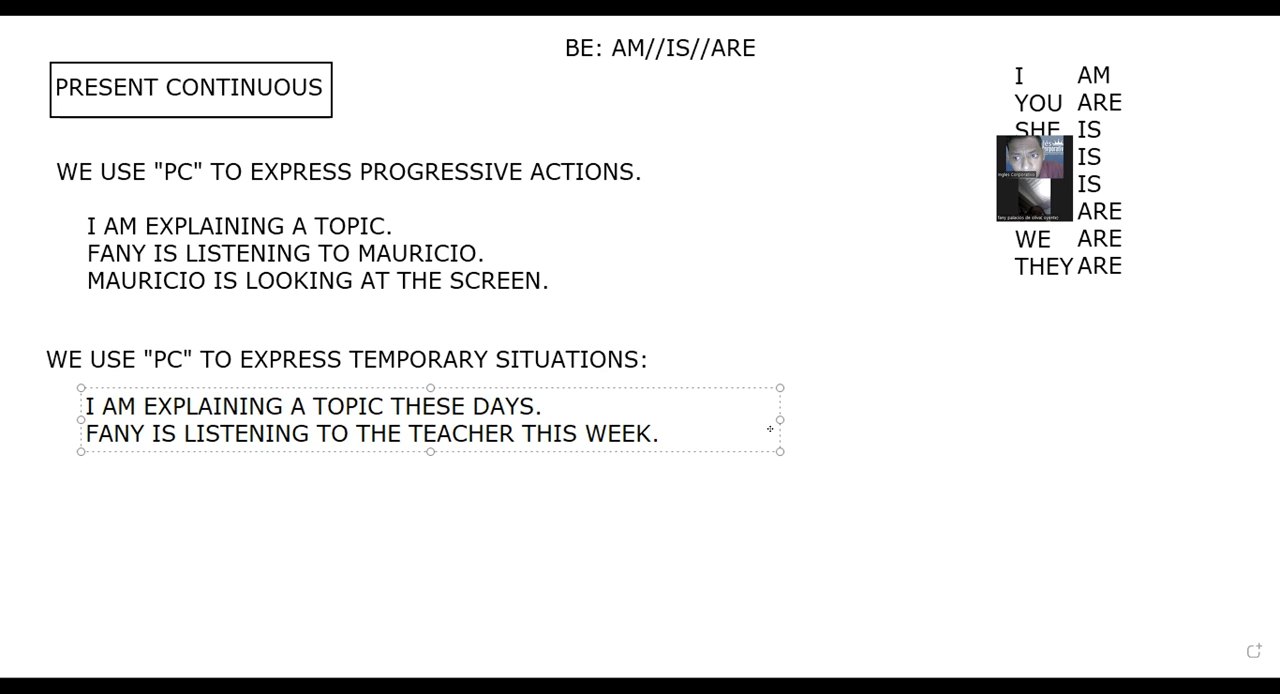 BE: AM//IS//ARE
PRESENT CONTINUOUS
I AM
YOU ARE
SHE IS
IS
IS
ARE
WE ARE
THEY ARE
Ingles Corporativo
WE USE "PC" TO EXPRESS PROGRESSIVE ACTIONS.
I AM EXPLAINING A TOPIC.
FANY IS LISTENING TO MAURICIO.
MAURICIO IS LOOKING AT THE SCREEN.
WE USE "PC" TO EXPRESS TEMPORARY SITUATIONS:
I AM EXPLAINING A TOPIC THESE DAYS.
FANY IS LISTENING TO THE TEACHER THIS WEEK.